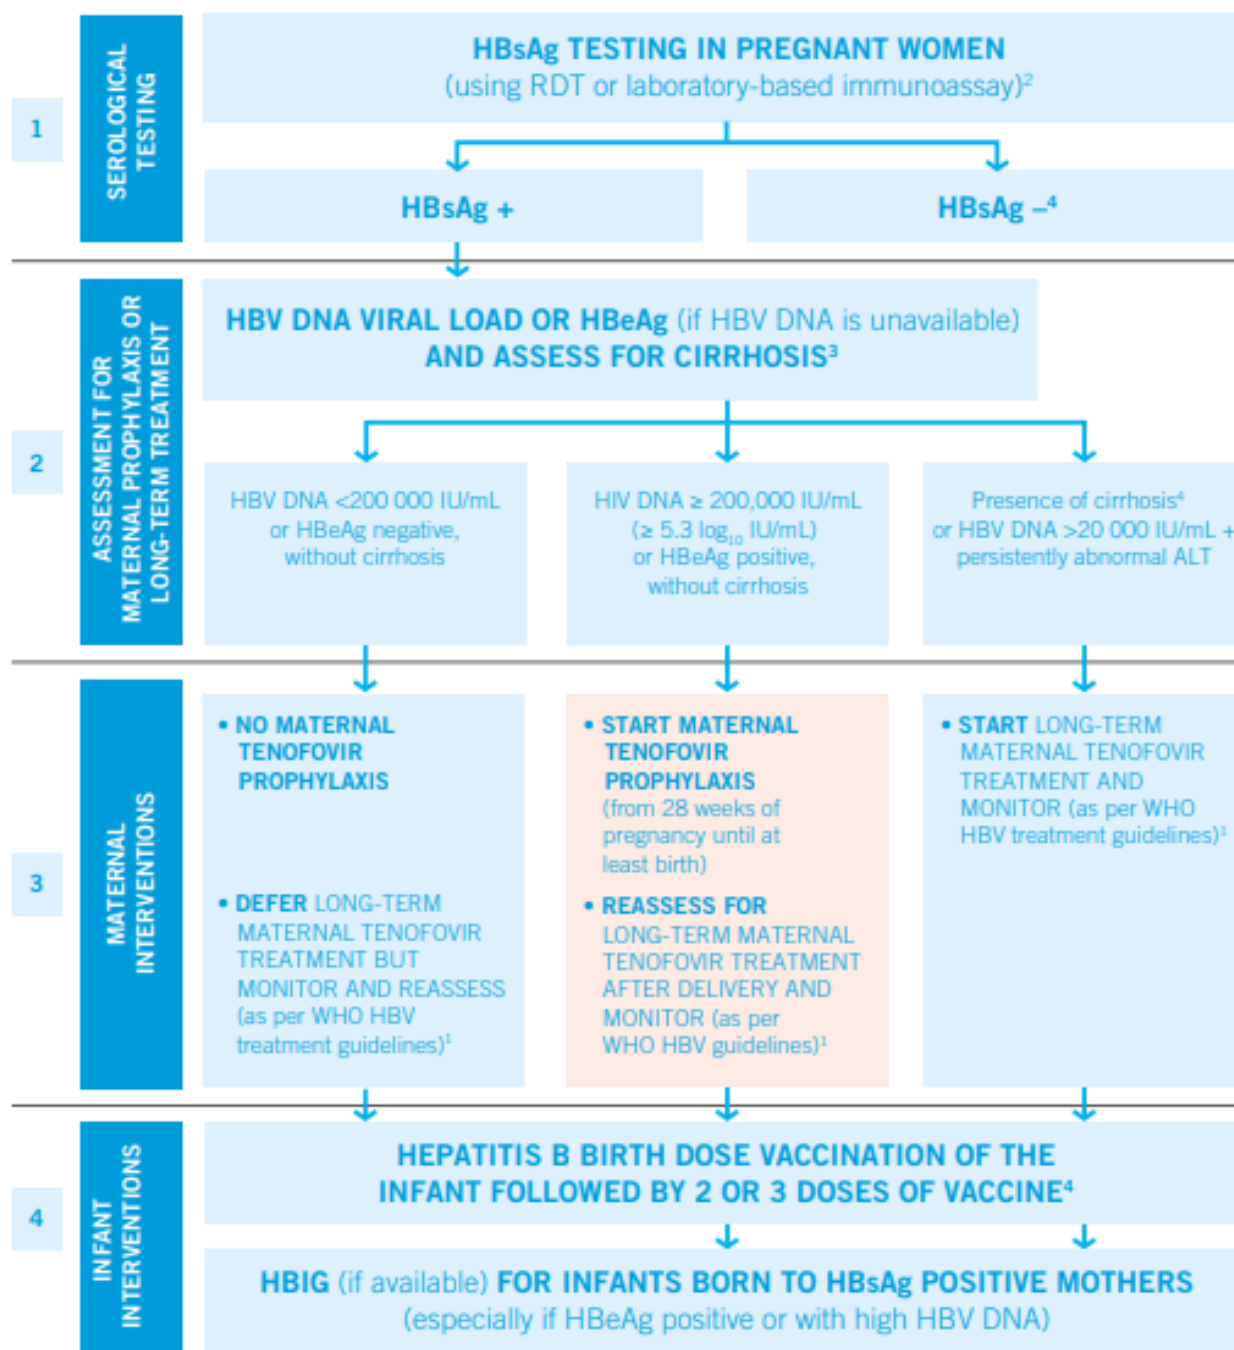 1
SEROLOGICAL
TESTING
HBsAg TESTING IN PREGNANT WOMEN
(using RDT or laboratory-based immunoassay)²
HBsAg +
HBsAg –⁴
2
ASSESSMENT FOR
MATERNAL PROPHYLAXIS OR
LONG-TERM TREATMENT
HBV DNA VIRAL LOAD OR HBeAg (if HBV DNA is unavailable)
AND ASSESS FOR CIRRHOSIS³
HBV DNA <200 000 IU/mL
or HBeAg negative,
without cirrhosis
HIV DNA ≥ 200,000 IU/mL
(≥ 5.3 log₁₀ IU/mL)
or HBeAg positive,
without cirrhosis
Presence of cirrhosis⁴
or HBV DNA >20 000 IU/mL +
persistently abnormal ALT
3
MATERNAL
INTERVENTIONS
• NO MATERNAL
TENOFOVIR
PROPHYLAXIS
• DEFER LONG-TERM
MATERNAL TENOFOVIR
TREATMENT BUT
MONITOR AND REASSESS
(as per WHO HBV
treatment guidelines)¹
• START MATERNAL
TENOFOVIR
PROPHYLAXIS
(from 28 weeks of
pregnancy until at
least birth)
• REASSESS FOR
LONG-TERM MATERNAL
TENOFOVIR TREATMENT
AFTER DELIVERY AND
MONITOR (as per
WHO HBV guidelines)¹
• START LONG-TERM
MATERNAL TENOFOVIR
TREATMENT AND
MONITOR (as per WHO
HBV treatment guidelines)¹
4
INFANT
INTERVENTIONS
HEPATITIS B BIRTH DOSE VACCINATION OF THE
INFANT FOLLOWED BY 2 OR 3 DOSES OF VACCINE⁴
HBIG (if available) FOR INFANTS BORN TO HBsAg POSITIVE MOTHERS
(especially if HBeAg positive or with high HBV DNA)